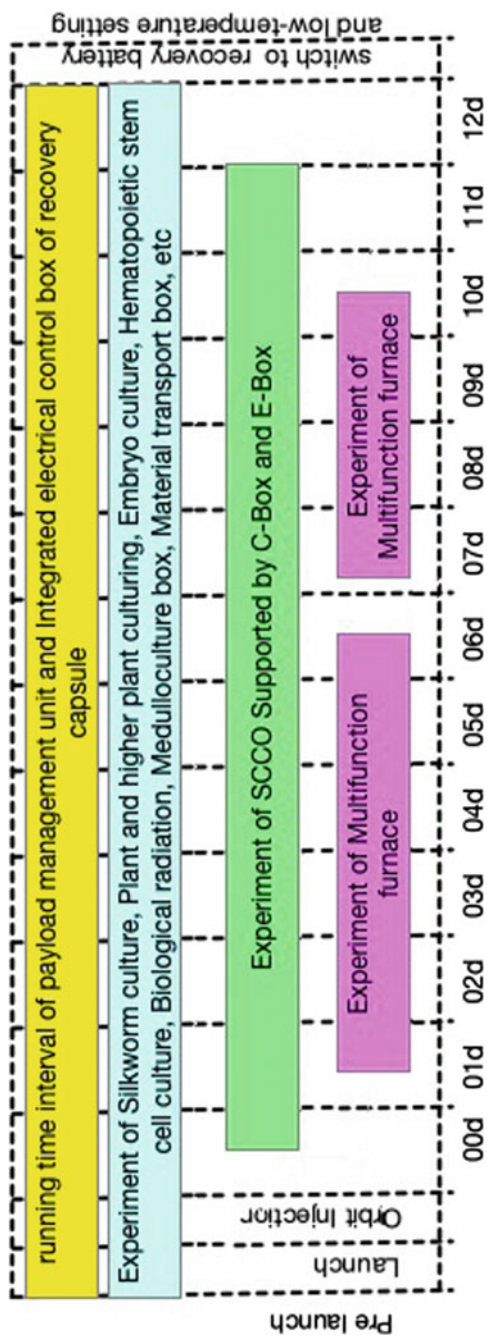 running time interval of payload management unit and Integrated electrical control box of recovery
capsule
Experiment of Silkworm culture, Plant and higher plant culturing, Embryo culture, Hematopoietic stem
cell culture, Biological radiation, Medulloculture box, Material transport box, etc
Experiment of SCCO Supported by C-Box and E-Box
Experiment of Multifunction
furnace
Experiment of
Multifunction furnace
Pre launch
Launch
Orbit Injection
00d 01d 02d 03d 04d 05d 06d 07d 08d 09d 10d 11d 12d
switch to recovery battery
and low-temperature setting